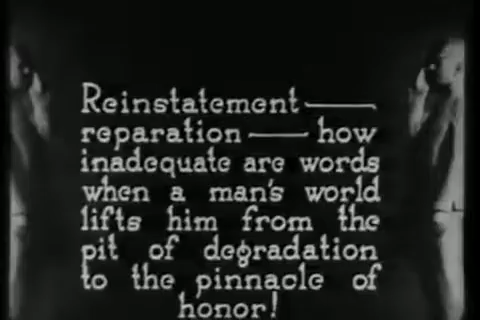 Reinstatement —
reparation — how
inadequate are words
when a man's world
lifts him from the
pit of degradation
to the pinnacle of
honor!